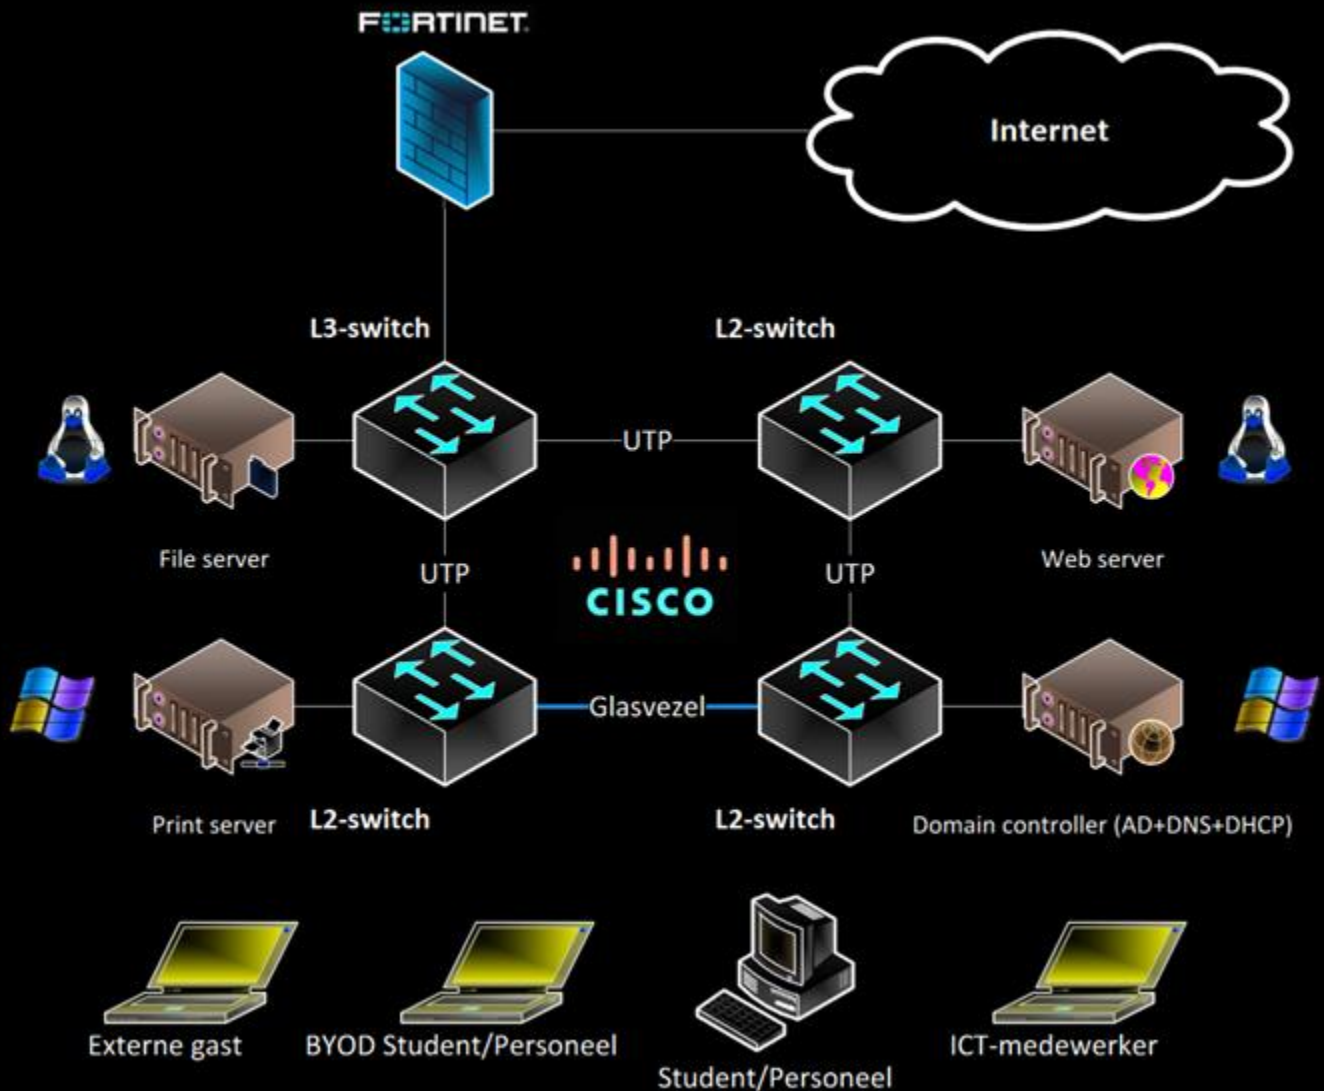 FORTINET
Internet
L3-switch
L2-switch
UTP
File server
UTP
CISCO
UTP
Web server
Glasvezel
Print server
L2-switch
L2-switch
Domain controller (AD+DNS+DHCP)
Externe gast
BYOD Student/Personeel
Student/Personeel
ICT-medewerker